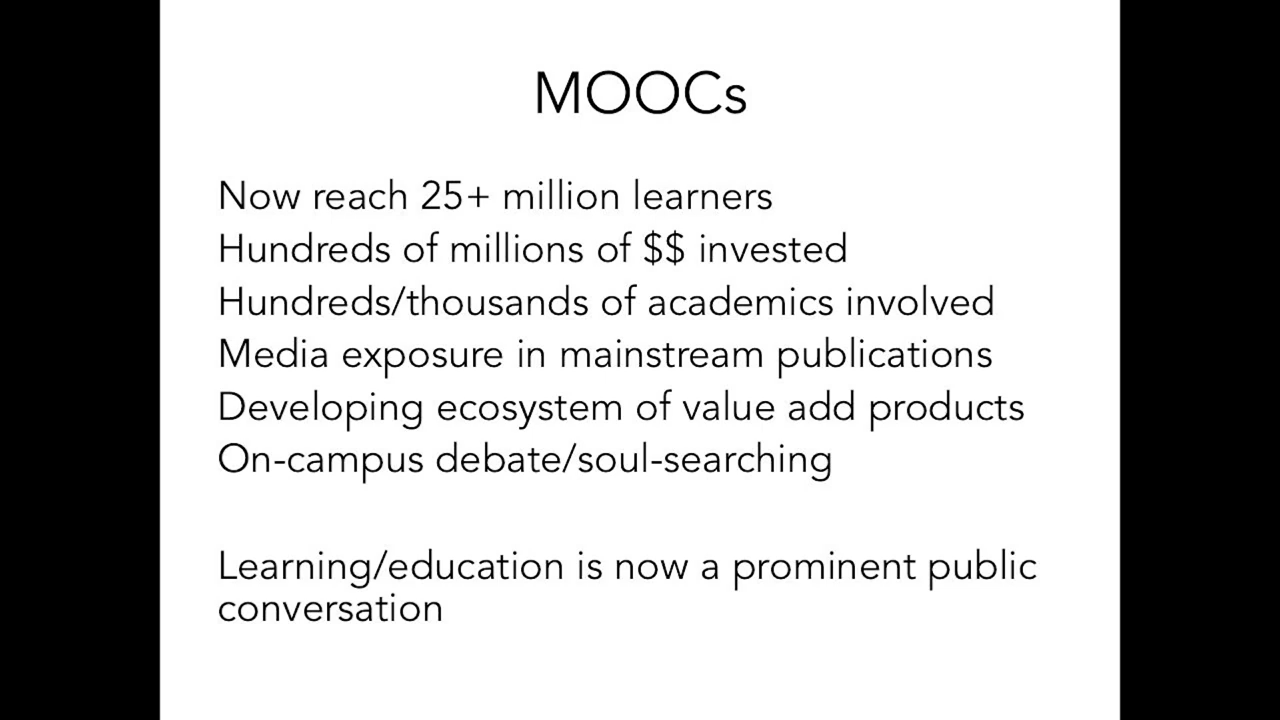 MOOCs
Now reach 25+ million learners
Hundreds of millions of $$ invested
Hundreds/thousands of academics involved
Media exposure in mainstream publications
Developing ecosystem of value add products
On-campus debate/soul-searching
Learning/education is now a prominent public
conversation